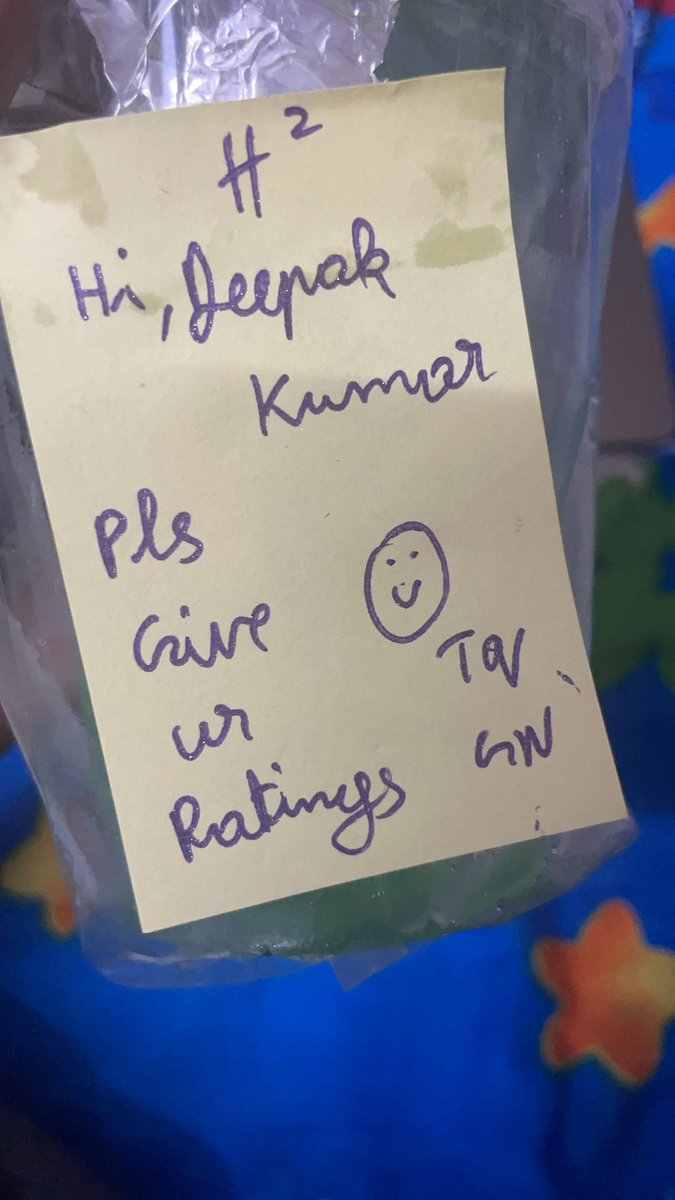 H²
Hi, Deepak
Kumar
Pls
Give
ur
Ratings
TQ
GN